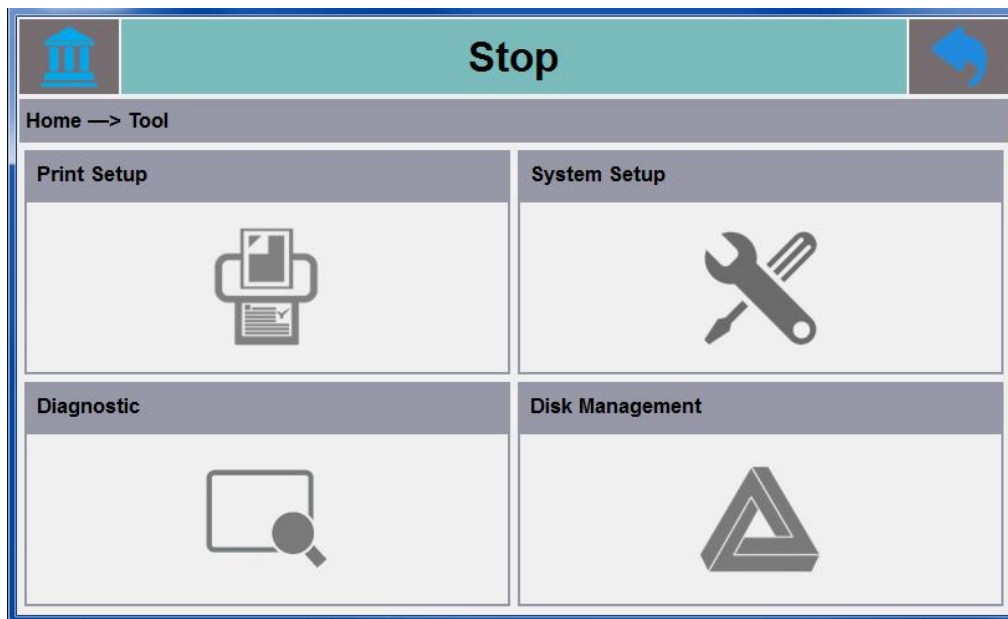 Stop
Home —> Tool
Print Setup
System Setup
Diagnostic
Disk Management